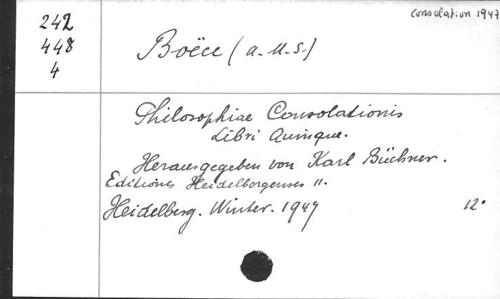 consolation 1947
242
448
4
Boëce (a. M. S.)
Philosophiae Consolationis
Libri Quinque.
Herausgegeben von Karl Büchner.
Editiones Heidelbergenses 11.
Heidelberg. Winter. 1947
12°